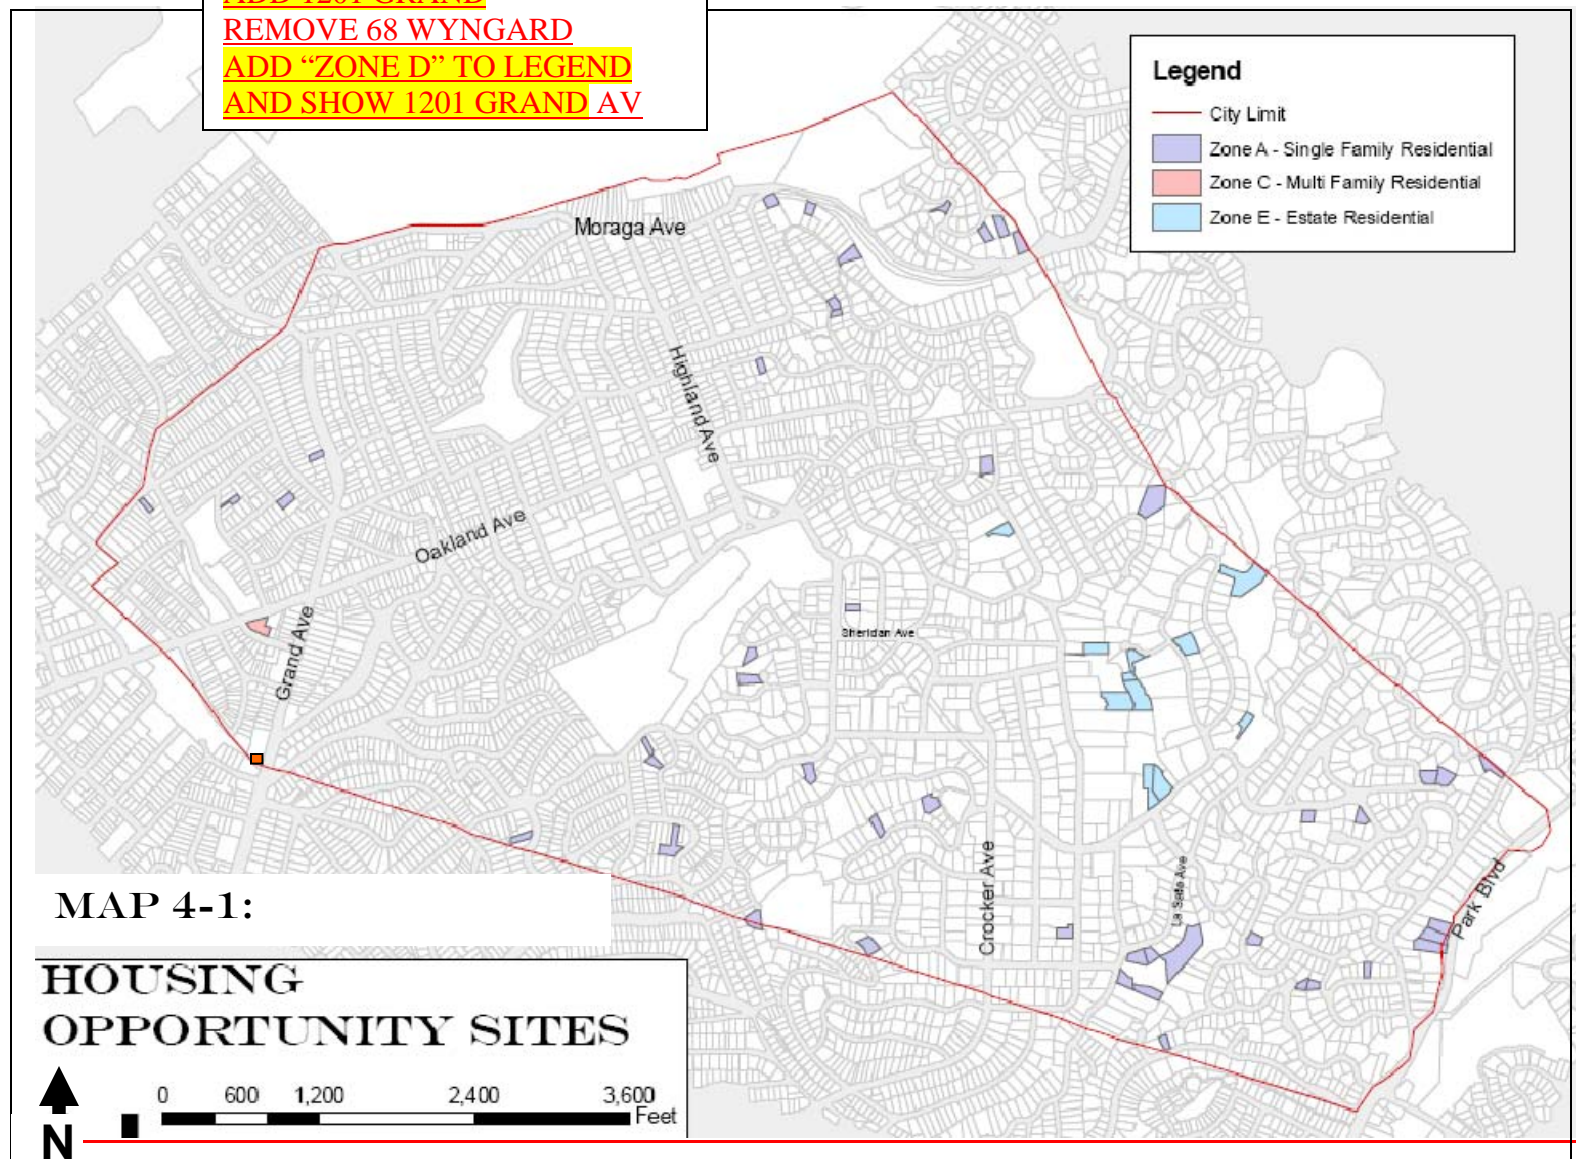 ADD 1201 GRAND
REMOVE 68 WYNGARD
ADD “ZONE D” TO LEGEND
AND SHOW 1201 GRAND AV
Legend
City Limit
Zone A - Single Family Residential
Zone C - Multi Family Residential
Zone E - Estate Residential
Moraga Ave
Highland Ave
Oakland Ave
Grand Ave
Sheridan Ave
Crocker Ave
La Salle Ave
Park Blvd
MAP 4-1:
HOUSING
OPPORTUNITY SITES
0 600 1,200 2,400 3,600
Feet
N